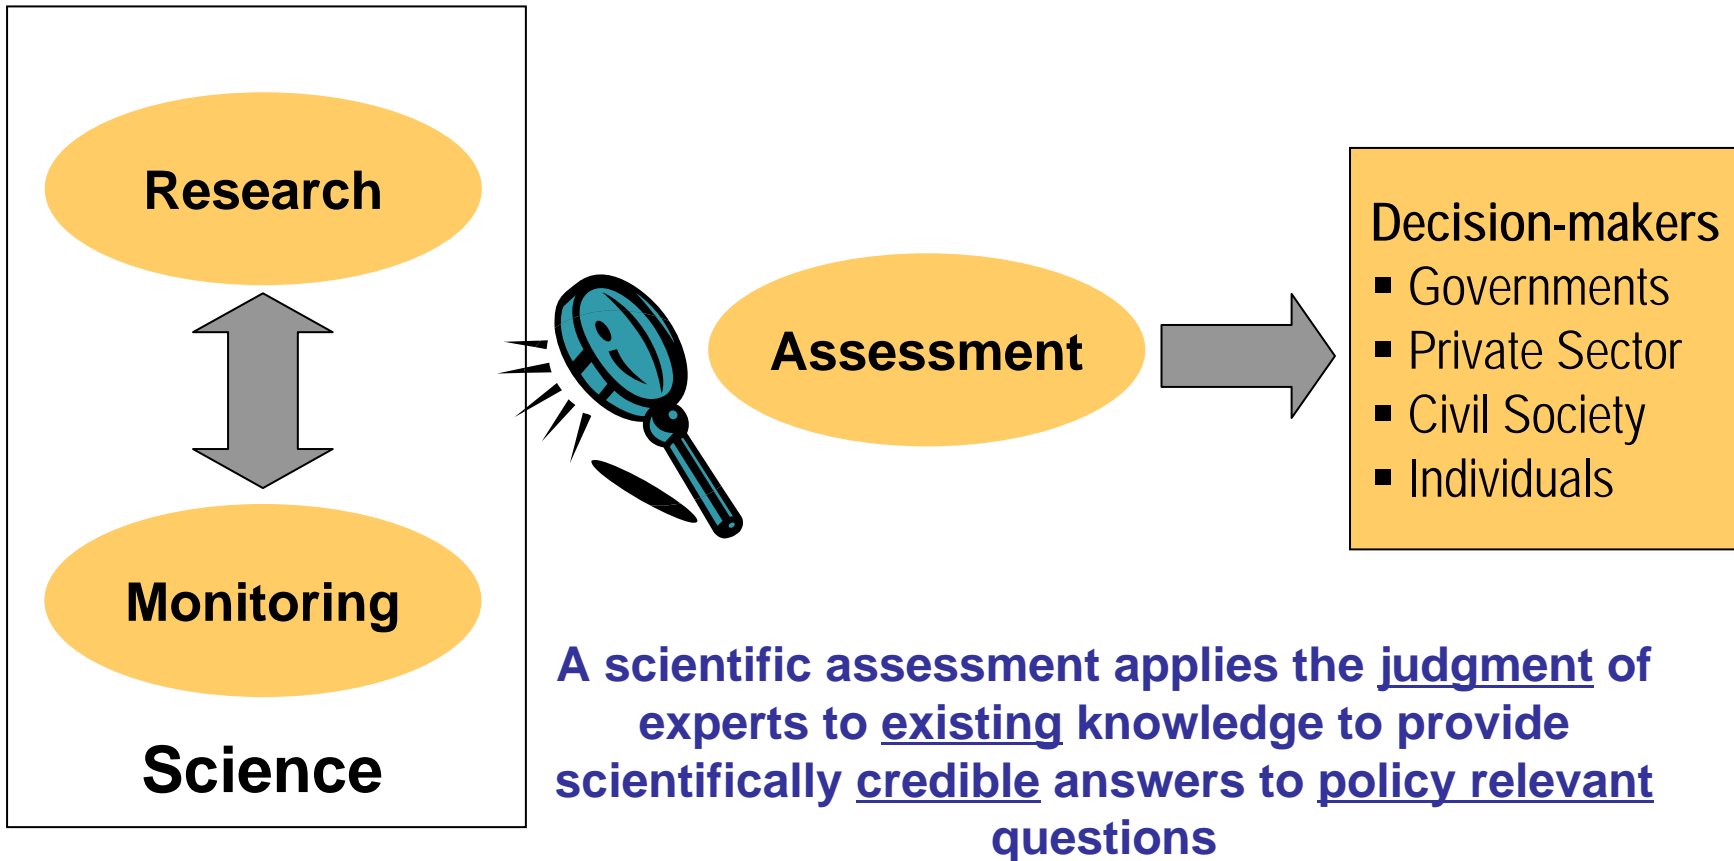 Research
Monitoring
Science
Assessment
Decision-makers
▪ Governments
▪ Private Sector
▪ Civil Society
▪ Individuals
A scientific assessment applies the judgment of
experts to existing knowledge to provide
scientifically credible answers to policy relevant
questions